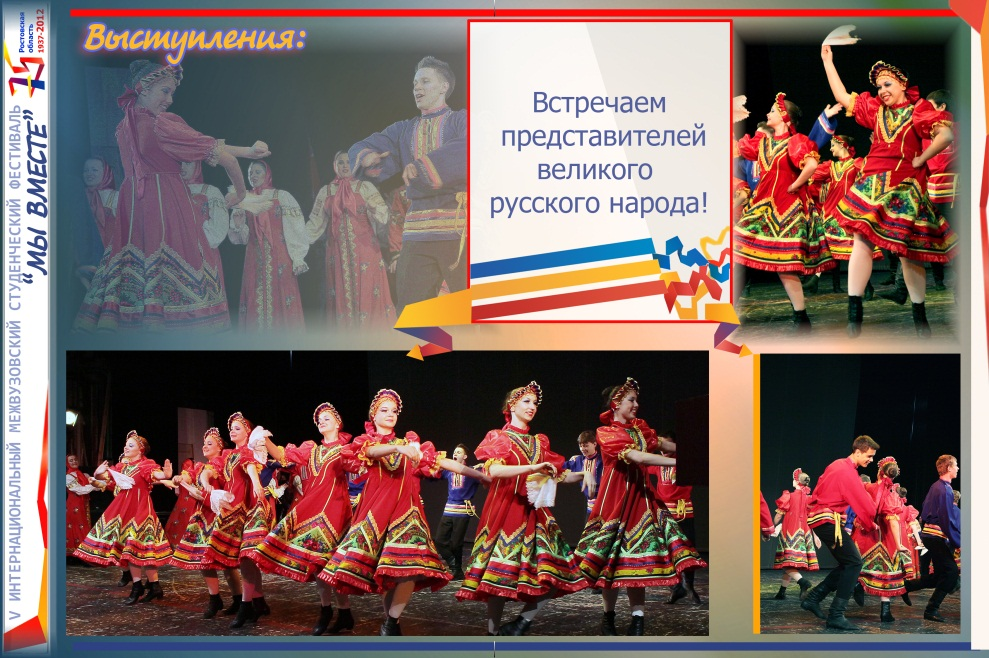 Выступления:
Встречаем
представителей
великого
русского народа!
V ИНТЕРНАЦИОНАЛЬНЫЙ МЕЖВУЗОВСКИЙ СТУДЕНЧЕСКИЙ ФЕСТИВАЛЬ
“МЫ ВМЕСТЕ”
75
Ростовская
область
1937-2012